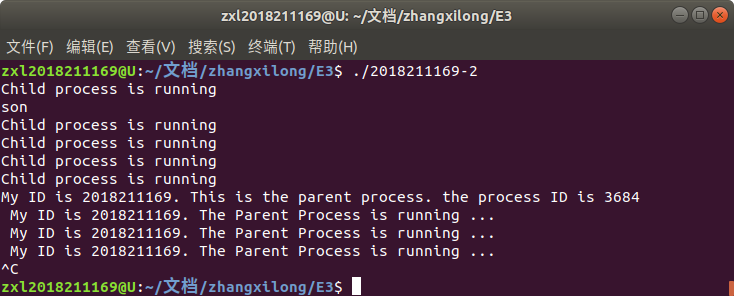 zxl2018211169@U: ~/文档/zhangxilong/E3
文件(F) 编辑(E) 查看(V) 搜索(S) 终端(T) 帮助(H)
zxl2018211169@U:~/文档/zhangxilong/E3$ ./2018211169-2
Child process is running
son
Child process is running
Child process is running
Child process is running
Child process is running
My ID is 2018211169. This is the parent process. the process ID is 3684
 My ID is 2018211169. The Parent Process is running ...
 My ID is 2018211169. The Parent Process is running ...
 My ID is 2018211169. The Parent Process is running ...
^C
zxl2018211169@U:~/文档/zhangxilong/E3$